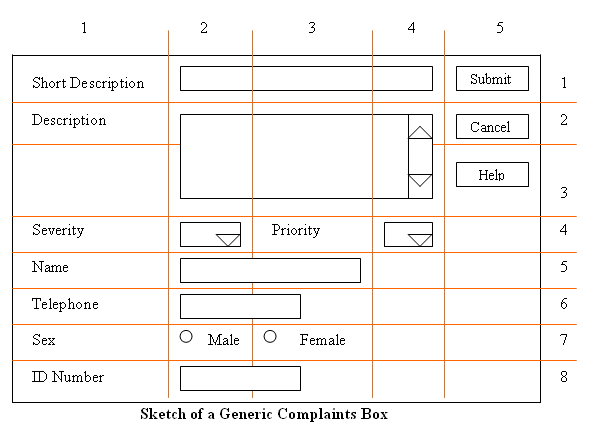 1 2 3 4 5
Short Description Submit 1
Description Cancel 2
Help 3
Severity Priority 4
Name 5
Telephone 6
Sex Male Female 7
ID Number 8
Sketch of a Generic Complaints Box